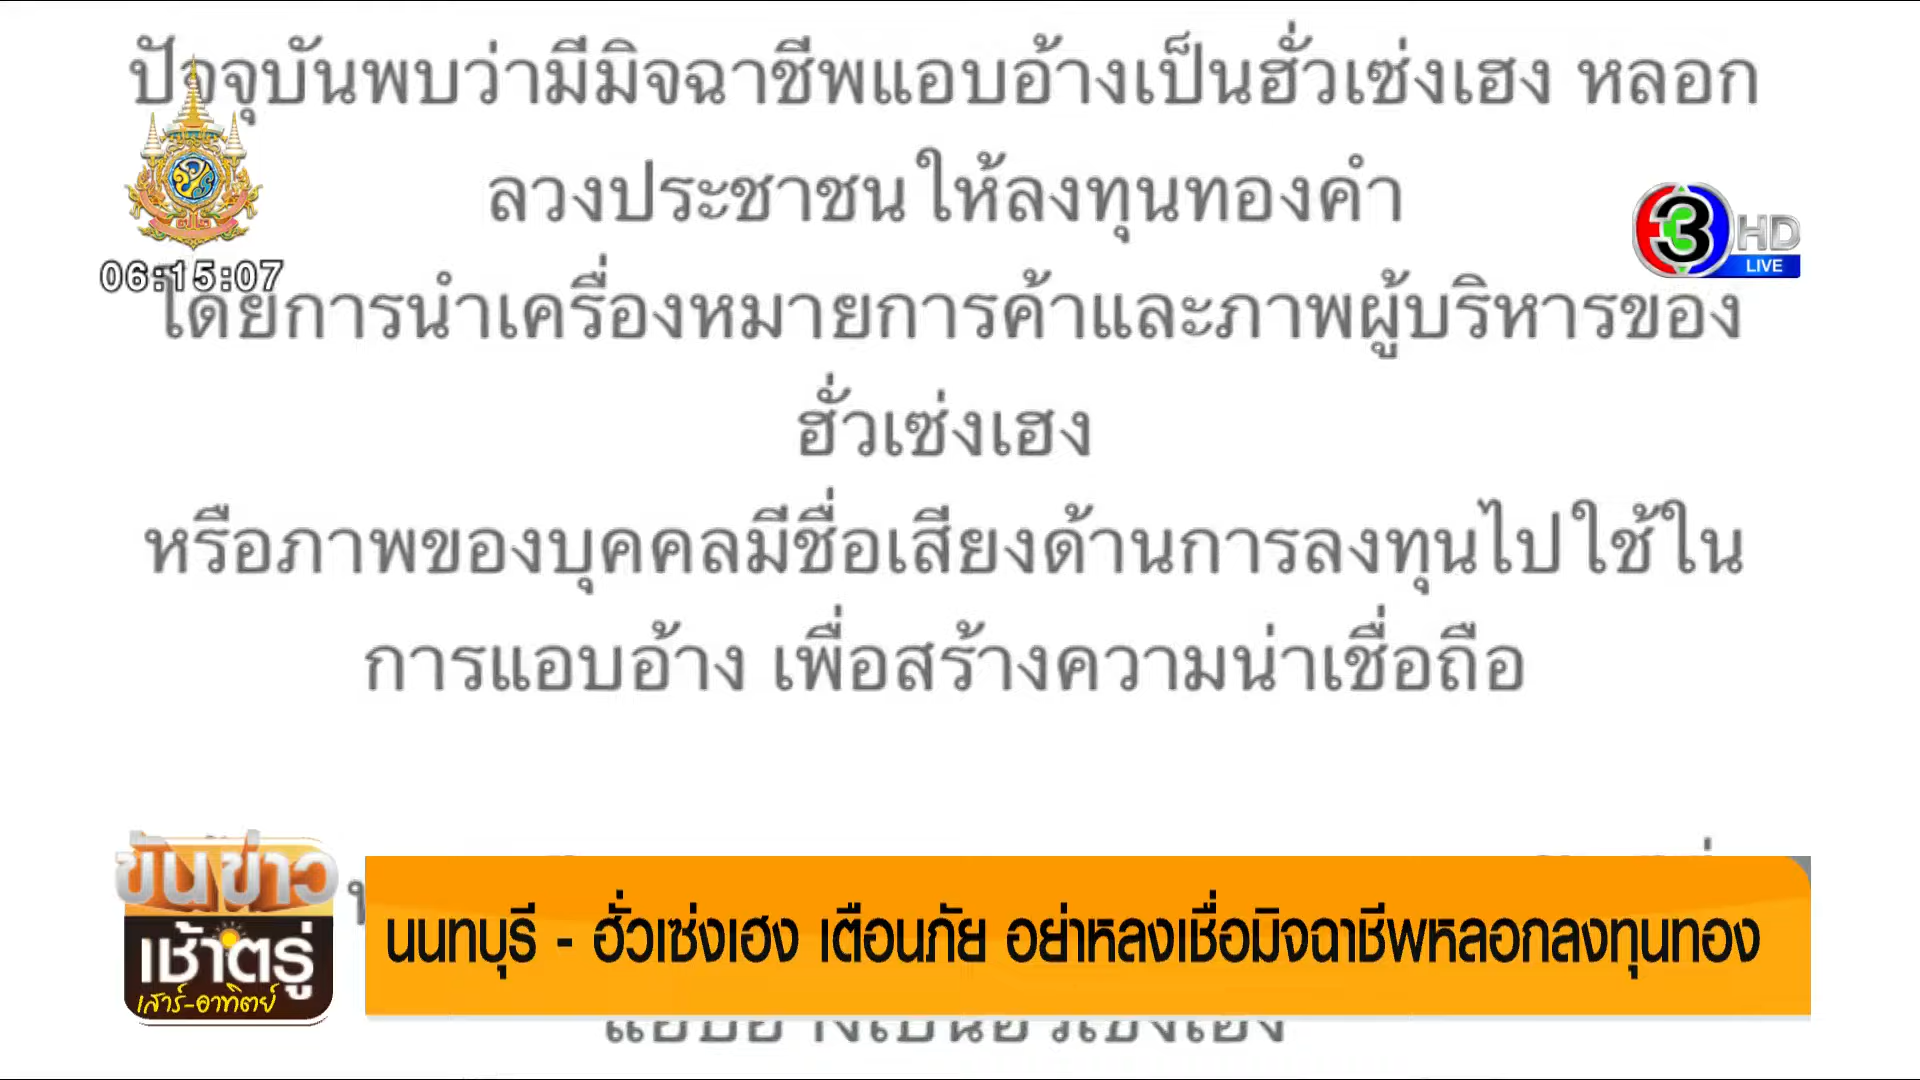 ปัจจุบันพบว่ามีมิจฉาชีพแอบอ้างเป็นฮั่วเซ่งเฮง หลอก
ลวงประชาชนให้ลงทุนทองคำ
06:15:07
3 HD
LIVE
โดยการนำเครื่องหมายการค้าและภาพผู้บริหารของ
ฮั่วเซ่งเฮง
หรือภาพของบุคคลมีชื่อเสียงด้านการลงทุนไปใช้ใน
การแอบอ้าง เพื่อสร้างความน่าเชื่อถือ
ขันข่าว
เช้าตรู่
เสาร์-อาทิตย์
นนทบุรี - ฮั่วเซ่งเฮง เตือนภัย อย่าหลงเชื่อมิจฉาชีพหลอกลงทุนทอง